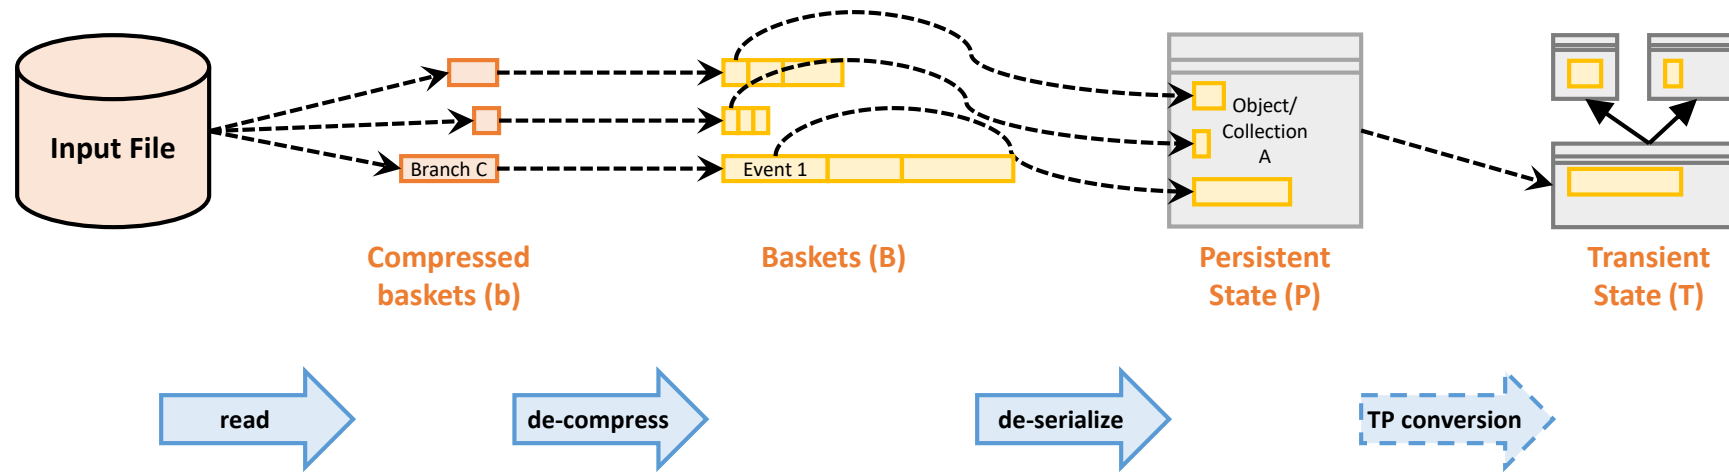 Input File
Branch C
Event 1
Object/
Collection
A
Compressed
baskets (b)
Baskets (B)
Persistent
State (P)
Transient
State (T)
read
de-compress
de-serialize
TP conversion